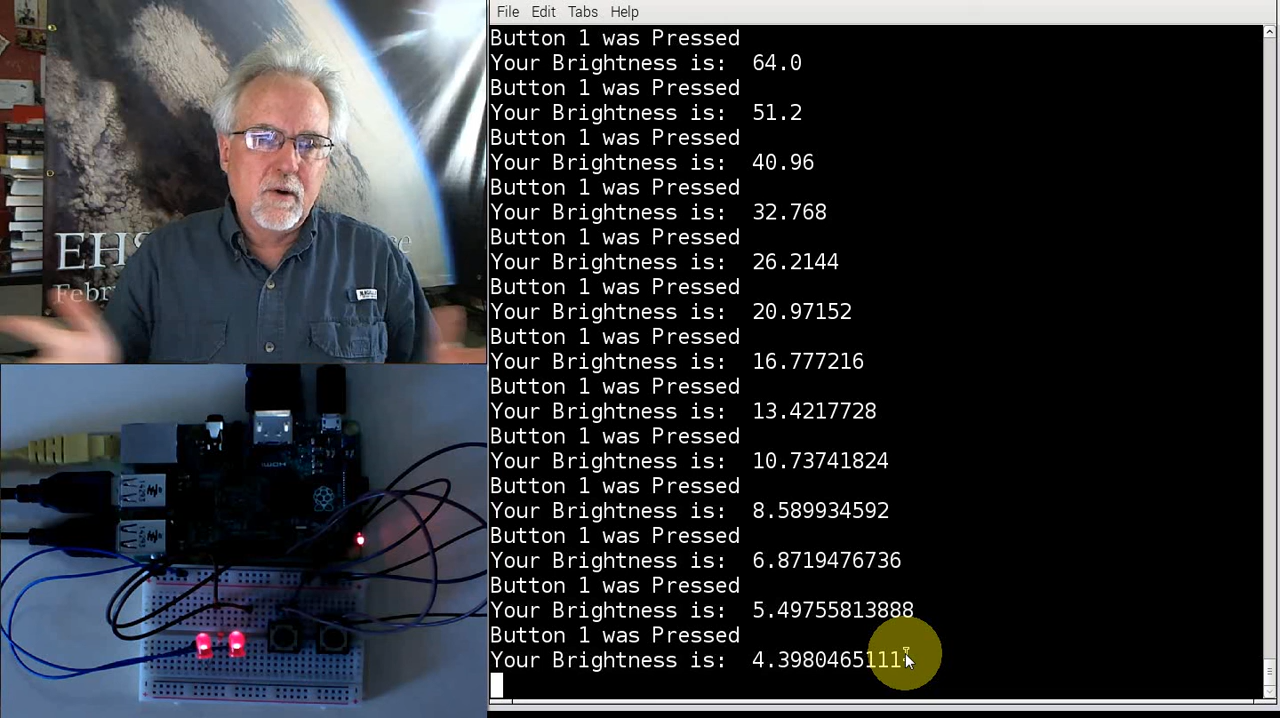 File Edit Tabs Help
Button 1 was Pressed
Your Brightness is: 64.0
Button 1 was Pressed
Your Brightness is: 51.2
Button 1 was Pressed
Your Brightness is: 40.96
Button 1 was Pressed
Your Brightness is: 32.768
Button 1 was Pressed
Your Brightness is: 26.2144
Button 1 was Pressed
Your Brightness is: 20.97152
Button 1 was Pressed
Your Brightness is: 16.777216
Button 1 was Pressed
Your Brightness is: 13.4217728
Button 1 was Pressed
Your Brightness is: 10.73741824
Button 1 was Pressed
Your Brightness is: 8.589934592
Button 1 was Pressed
Your Brightness is: 6.8719476736
Button 1 was Pressed
Your Brightness is: 5.49755813888
Button 1 was Pressed
Your Brightness is:
EHS